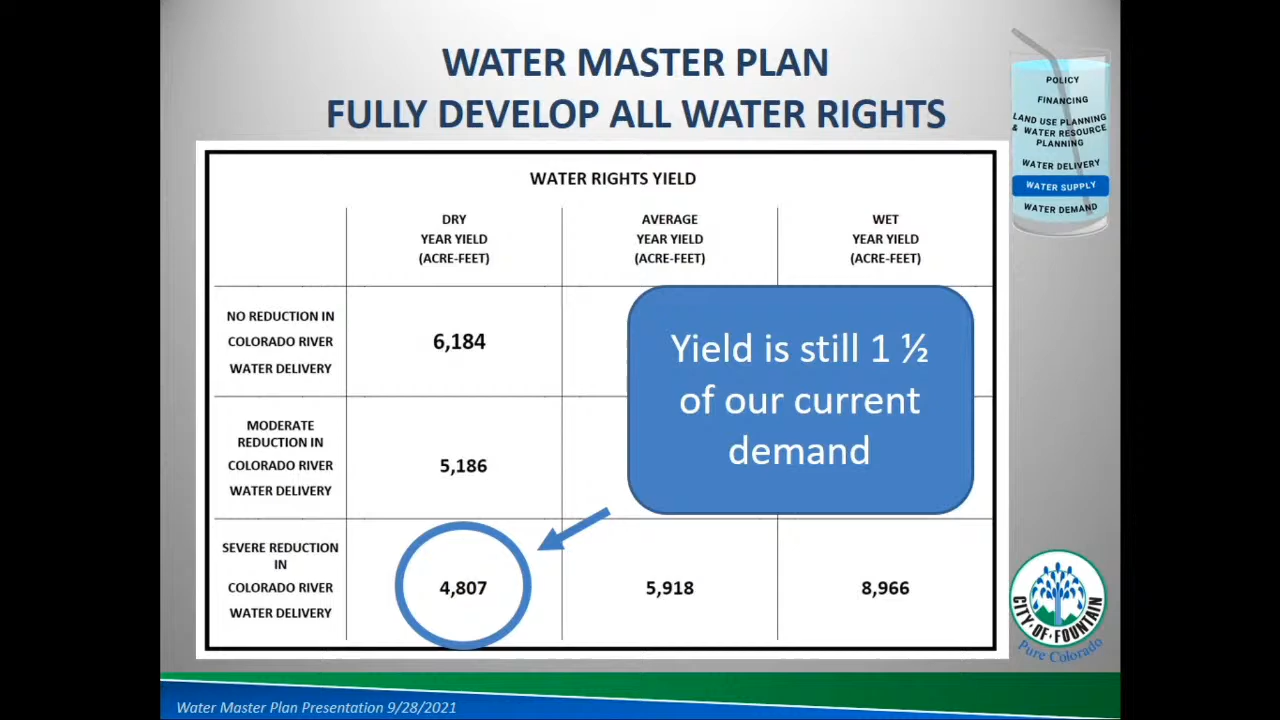 WATER MASTER PLAN
FULLY DEVELOP ALL WATER RIGHTS
POLICY
FINANCING
LAND USE PLANNING
& WATER RESOURCE
PLANNING
WATER DELIVERY
WATER SUPPLY
WATER DEMAND
WATER RIGHTS YIELD
DRY
YEAR YIELD
(ACRE-FEET)
AVERAGE
YEAR YIELD
(ACRE-FEET)
WET
YEAR YIELD
(ACRE-FEET)
NO REDUCTION IN
COLORADO RIVER
WATER DELIVERY
6,184
Yield is still 1 ½
of our current
demand
MODERATE
REDUCTION IN
COLORADO RIVER
WATER DELIVERY
5,186
SEVERE REDUCTION
IN
COLORADO RIVER
WATER DELIVERY
4,807
5,918
8,966
CITY·OF·FOUNTAIN
Pure Colorado
Water Master Plan Presentation 9/28/2021